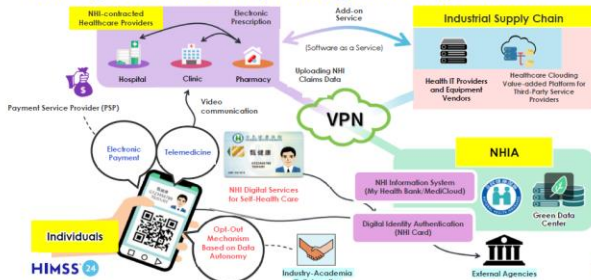 NHI-contracted Healthcare Providers
Electronic Prescription
Add-on Service
(Software as a Service)
Industrial Supply Chain
Hospital
Clinic
Pharmacy
Health IT Providers and Equipment Vendors
Healthcare Clouding Value-added Platform for Third-Party Service Providers
Payment Service Provider (PSP)
Video communication
Uploading NHI Claims Data
VPN
Electronic Payment
Telemedicine
NHI Digital Services for Self-Health Care
NHIA
NHI Information System (My Health Bank/MediCloud)
Digital Identity Authentication (NHI Card)
Green Data Center
Individuals
Opt-Out Mechanism Based on Data Autonomy
Industry-Academia
External Agencies
HIMSS 24